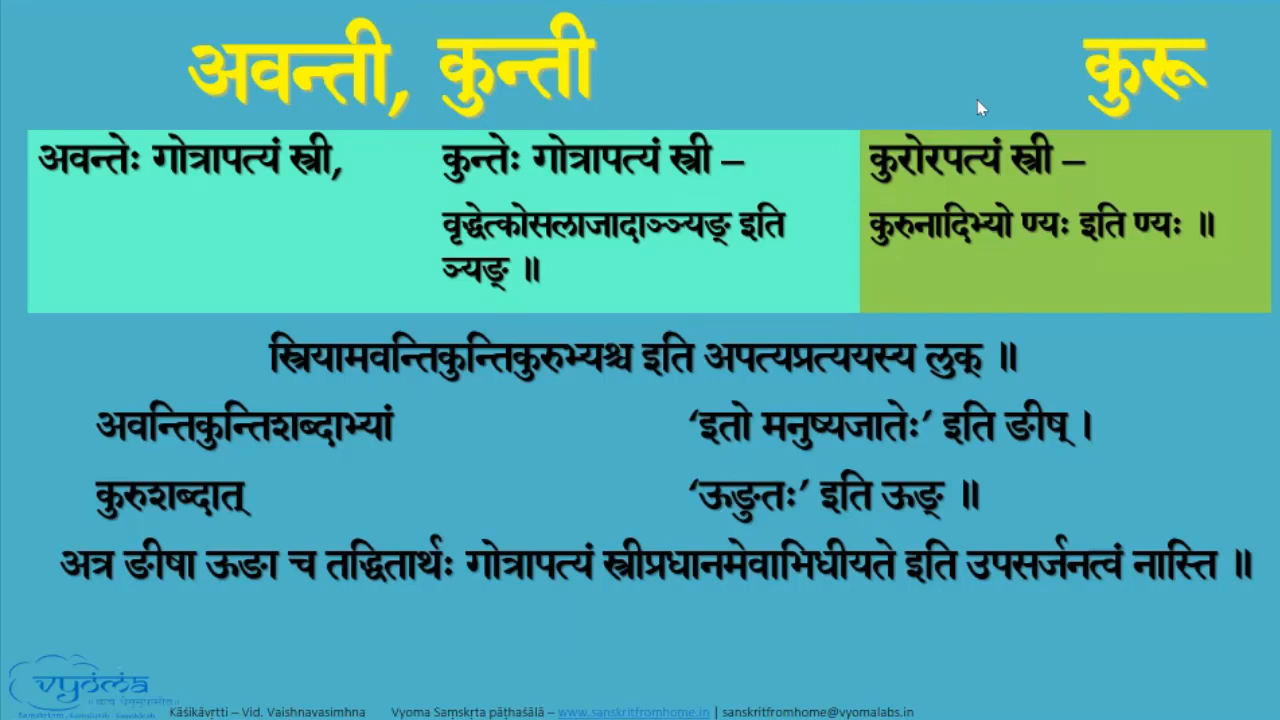 अवन्ती, कुन्ती कुरू
अवन्तेः गोत्रापत्यं स्त्री,
कुन्तेः गोत्रापत्यं स्त्री –
वृद्धेत्कोसलाजादाञ्ञ्यङ् इति
ञ्यङ् ॥
कुरोरपत्यं स्त्री –
कुरुनादिभ्यो ण्यः इति ण्यः ॥
स्त्रियामवन्तिकुन्तिकुरुभ्यश्च इति अपत्यप्रत्ययस्य लुक् ॥
अवन्तिकुन्तिशब्दाभ्यां ‘इतो मनुष्यजातेः’ इति ङीष् ।
कुरुशब्दात् ‘ऊङुतः’ इति ऊङ् ॥
अत्र ङीषा ऊङा च तद्धितार्थः गोत्रापत्यं स्त्रीप्रधानमेवाभिधीयते इति उपसर्जनत्वं नास्ति ॥
vyoma
Kāśikāvṛtti – Vid. Vaishnavasimhna Vyoma Saṃskṛta pāṭhaśālā – www.sanskritfromhome.in | sanskritfromhome@vyomalabs.in